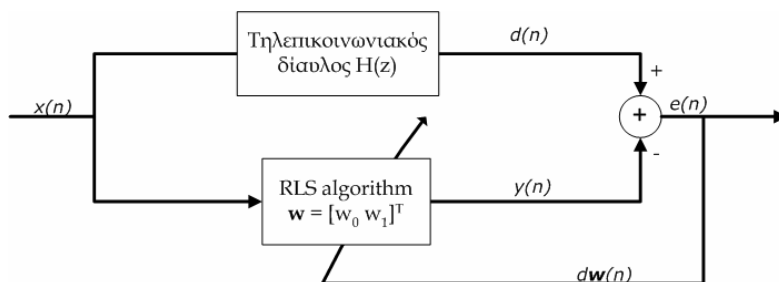 Τηλεπικοινωνιακός
δίαυλος H(z)
d(n)
+
x(n)
+
e(n)
-
RLS algorithm
w = [w₀ w₁]ᵀ
y(n)
dw(n)